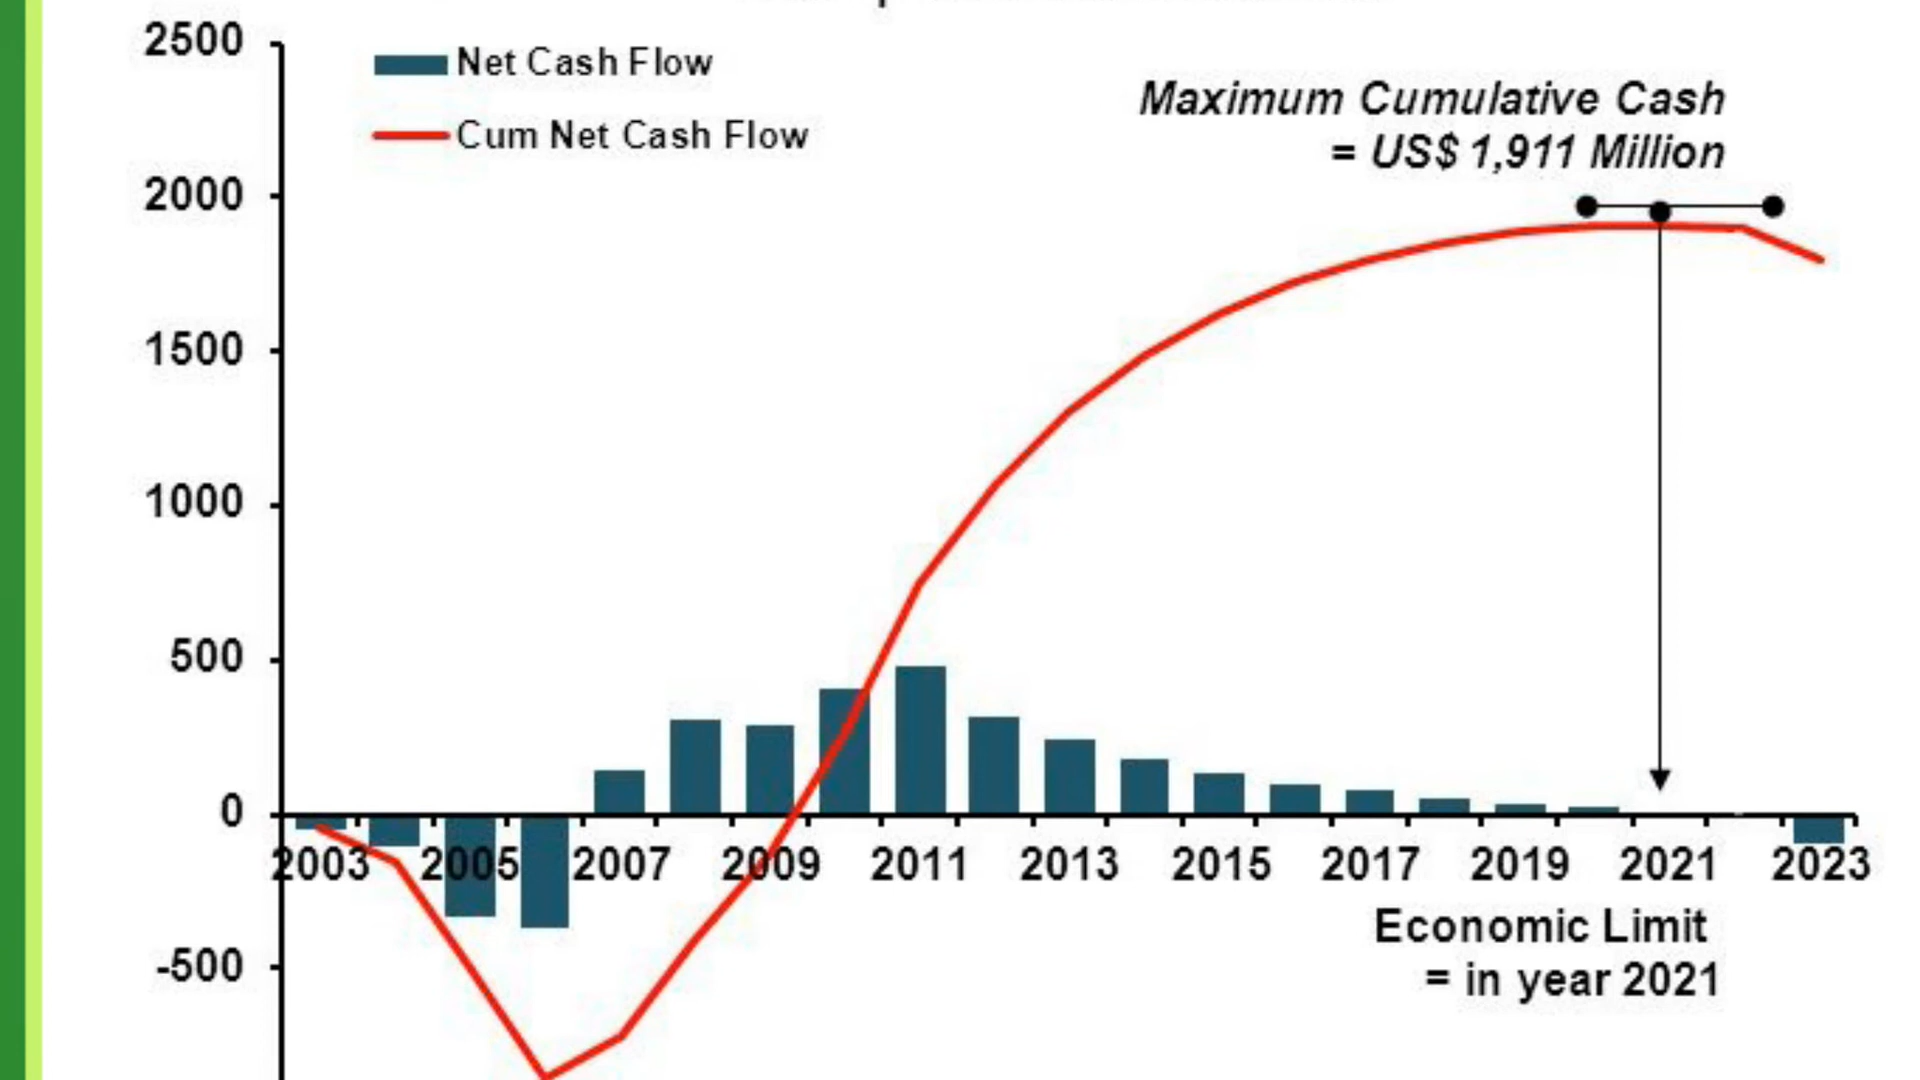 2500
Net Cash Flow
Cum Net Cash Flow
Maximum Cumulative Cash
= US$ 1,911 Million
2000
1500
1000
500
0
2003 2005 2007 2009 2011 2013 2015 2017 2019 2021 2023
Economic Limit
= in year 2021
-500